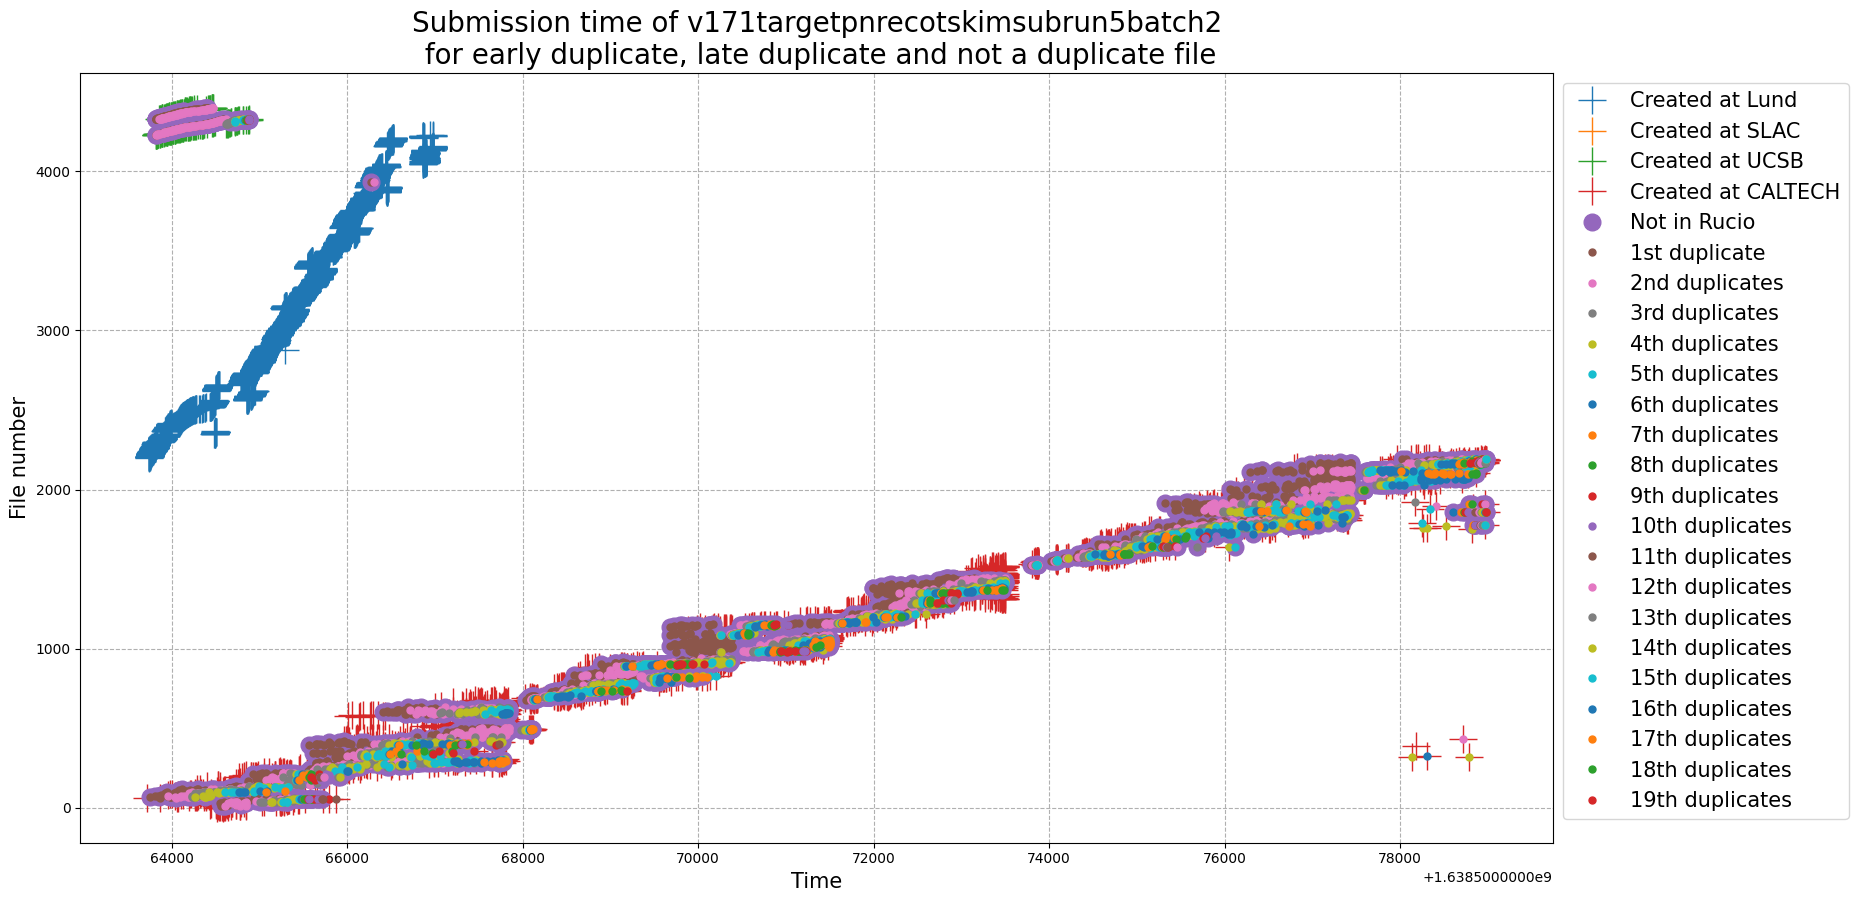 Submission time of v171targetpnrecotskimsubrun5batch2
for early duplicate, late duplicate and not a duplicate file
File number
4000
3000
2000
1000
0
64000
66000
68000
70000
72000
74000
76000
78000
+1.6385000000e9
Time
Created at Lund
Created at SLAC
Created at UCSB
Created at CALTECH
Not in Rucio
1st duplicate
2nd duplicates
3rd duplicates
4th duplicates
5th duplicates
6th duplicates
7th duplicates
8th duplicates
9th duplicates
10th duplicates
11th duplicates
12th duplicates
13th duplicates
14th duplicates
15th duplicates
16th duplicates
17th duplicates
18th duplicates
19th duplicates